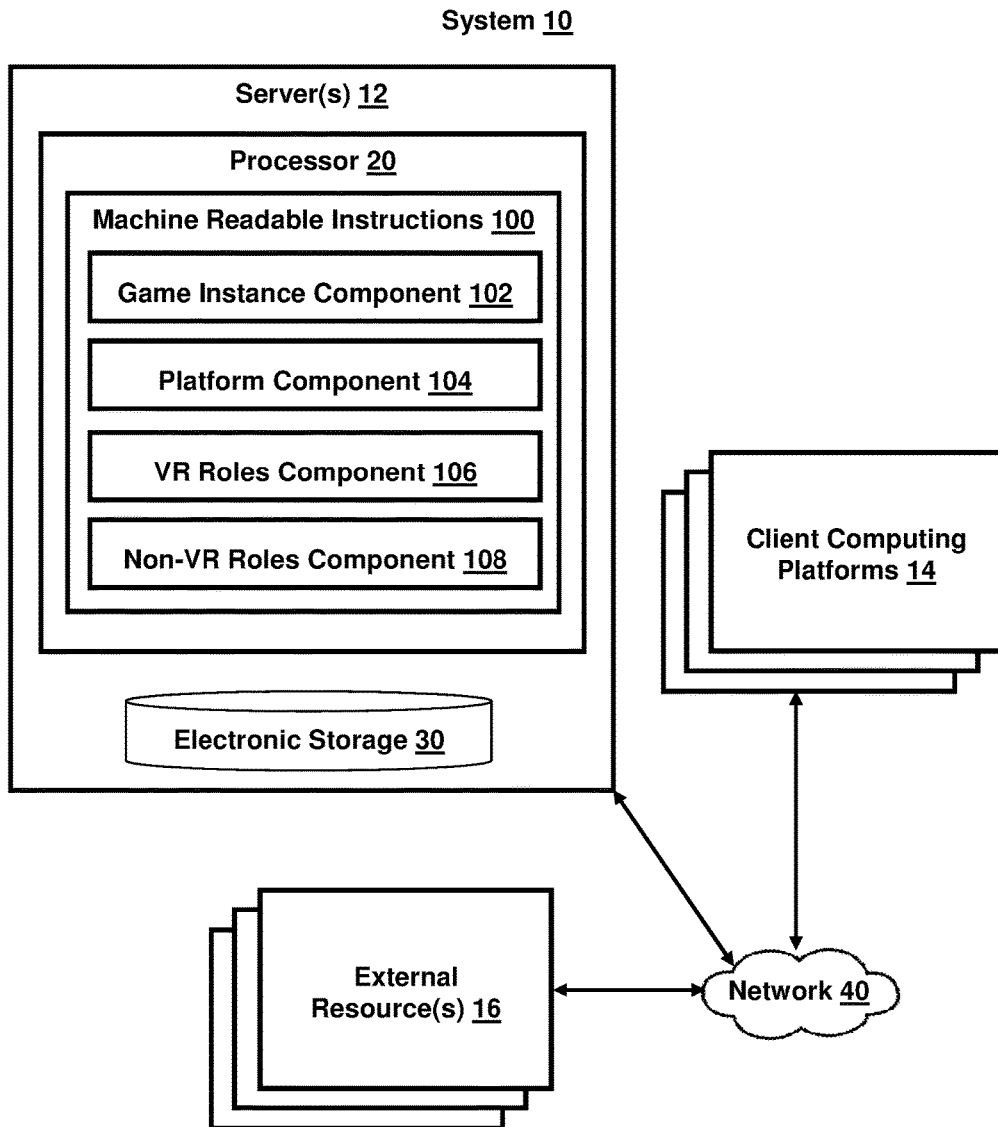 System 10
Server(s) 12
Processor 20
Machine Readable Instructions 100
Game Instance Component 102
Platform Component 104
VR Roles Component 106
Non-VR Roles Component 108
Electronic Storage 30
Client Computing
Platforms 14
External
Resource(s) 16
Network 40